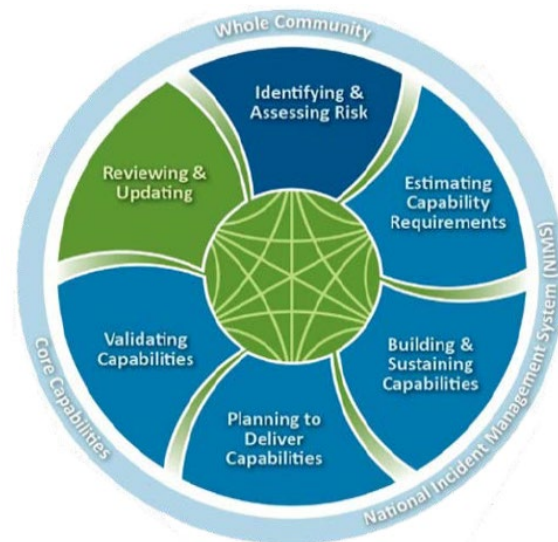 Whole Community
Identifying &
Assessing Risk
Estimating
Capability
Requirements
Building &
Sustaining
Capabilities
Planning to
Deliver
Capabilities
Validating
Capabilities
Reviewing &
Updating
National Incident Management System (NIMS)
Core Capabilities